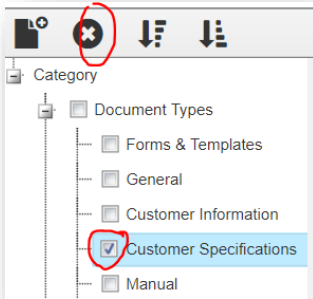 Category
Document Types
Forms & Templates
General
Customer Information
Customer Specifications
Manual